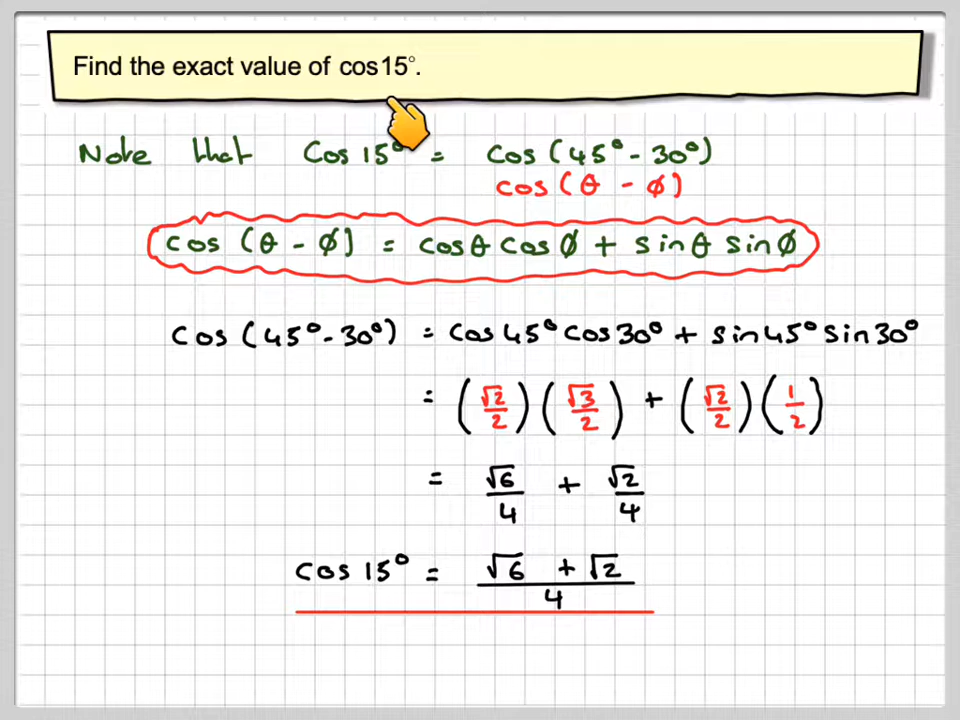 Find the exact value of cos15°.
Note that Cos 15° = cos (45° - 30°)
cos (θ - ø)
cos (θ - ø) = cosθ cos ø + sinθ sin ø
cos (45° - 30°) = cos 45° cos 30° + sin 45° sin 30°
= (√2/2) (√3/2) + (√2/2) (1/2)
= √6/4 + √2/4
cos 15° = (√6 + √2)/4